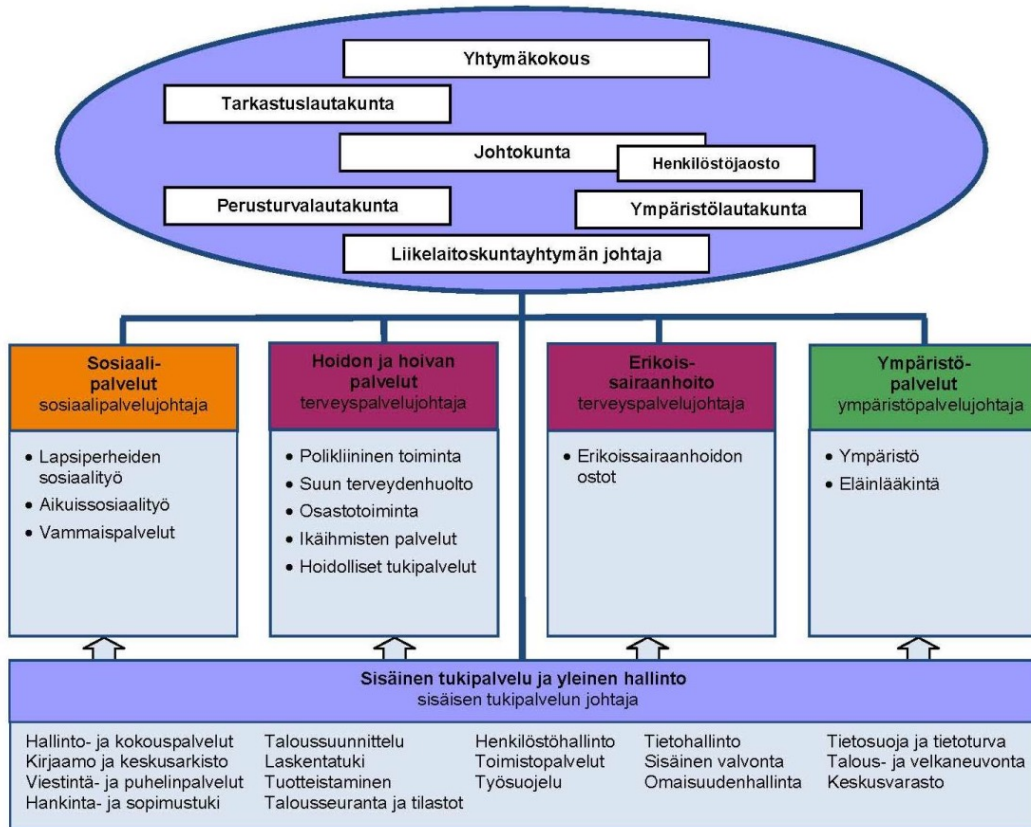 Yhtymäkokous
Tarkastuslautakunta
Johtokunta
Henkilöstöjaosto
Perusturvalautakunta
Ympäristölautakunta
Liikelaitoskuntayhtymän johtaja
Sosiaali-
palvelut
sosiaalipalvelujohtaja
• Lapsiperheiden
sosiaalityö
• Aikuissosiaalityö
• Vammaispalvelut
Hoidon ja hoivan
palvelut
terveyspalvelujohtaja
• Polikliininen toiminta
• Suun terveydenhuolto
• Osastotoiminta
• Ikäihmisten palvelut
• Hoidolliset tukipalvelut
Erikois-
sairaanhoito
terveyspalvelujohtaja
• Erikoissairaanhoidon
ostot
Ympäristö-
palvelut
ympäristöpalvelujohtaja
• Ympäristö
• Eläinlääkintä
Sisäinen tukipalvelu ja yleinen hallinto
sisäisen tukipalvelun johtaja
Hallinto- ja kokouspalvelut
Kirjaamo ja keskusarkisto
Viestintä- ja puhelinpalvelut
Hankinta- ja sopimustuki
Taloussuunnittelu
Laskentatuki
Tuotteistaminen
Talousseuranta ja tilastot
Henkilöstöhallinto
Toimistopalvelut
Työsuojelu
Tietohallinto
Sisäinen valvonta
Omaisuudenhallinta
Tietosuoja ja tietoturva
Talous- ja velkaneuvonta
Keskusvarasto